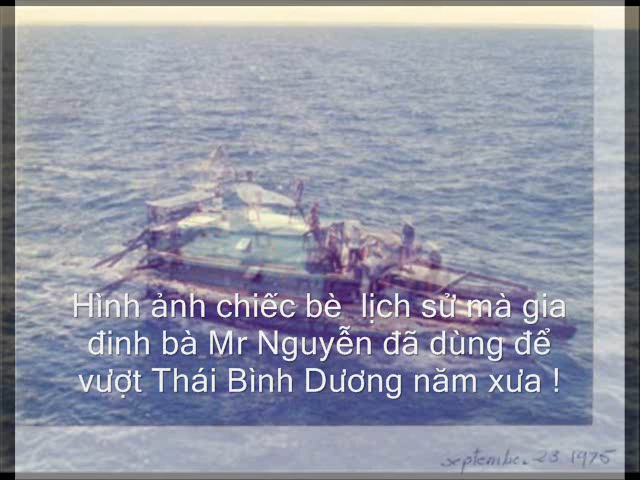 Hình ảnh chiếc bè  lịch sử mà gia
đinh bà Mr Nguyễn đã dùng để
vượt Thái Bình Dương năm xưa !
september 23 1975